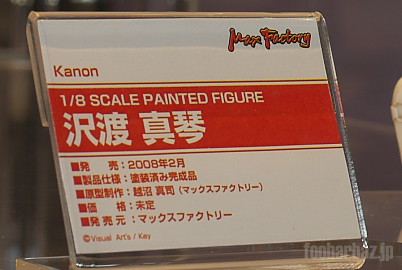 Max Factory
Kanon
1/8 SCALE PAINTED FIGURE
沢渡 真琴
■発　　売：2008年2月
■製品仕様：塗装済み完成品
■原型制作：越沼 真司（マックスファクトリー）
■価　　格：未定
■発 売 元：マックスファクトリー
©Visual Art's / Key
foobarbaz.jp